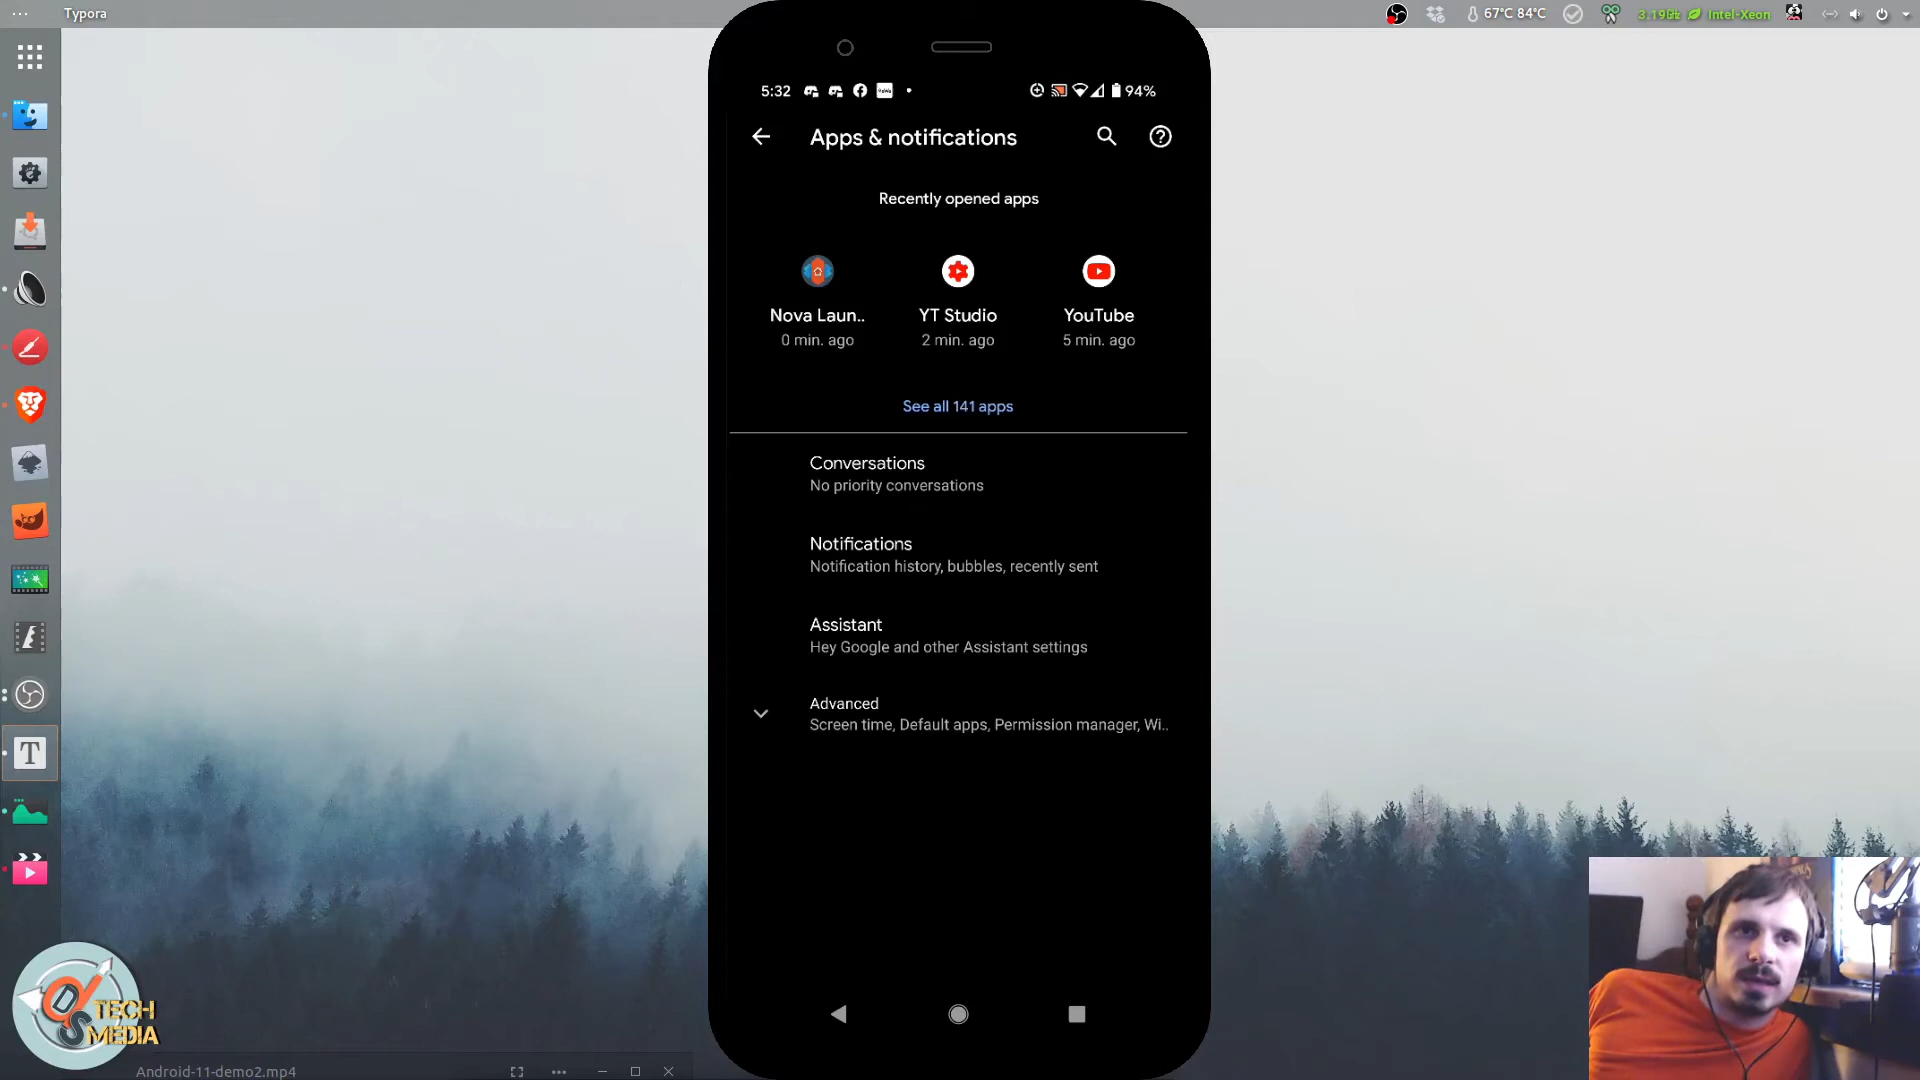 Typora
67°C 84°C
3.19Hz
Intel-Xeon
5:32
94%
Apps & notifications
Recently opened apps
Nova Laun..
0 min. ago
YT Studio
2 min. ago
YouTube
5 min. ago
See all 141 apps
Conversations
No priority conversations
Notifications
Notification history, bubbles, recently sent
Assistant
Hey Google and other Assistant settings
Advanced
Screen time, Default apps, Permission manager, Wi..
T
DS
TECH
MEDIA
Android-11-demo2.mp4